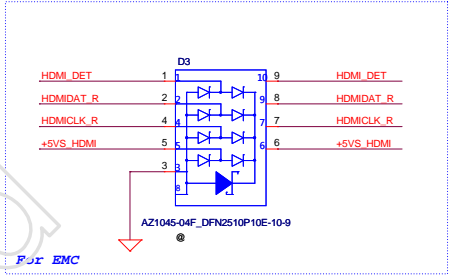 D3
HDMI_DET 1 1 10 9 HDMI_DET
HDMIDAT_R 2 2 9 8 HDMIDAT_R
HDMICLK_R 4 4 7 7 HDMICLK_R
+5VS_HDMI 5 5 6 6 +5VS_HDMI
3 3
8
AZ1045-04F_DFN2510P10E-10-9
@
For EMC